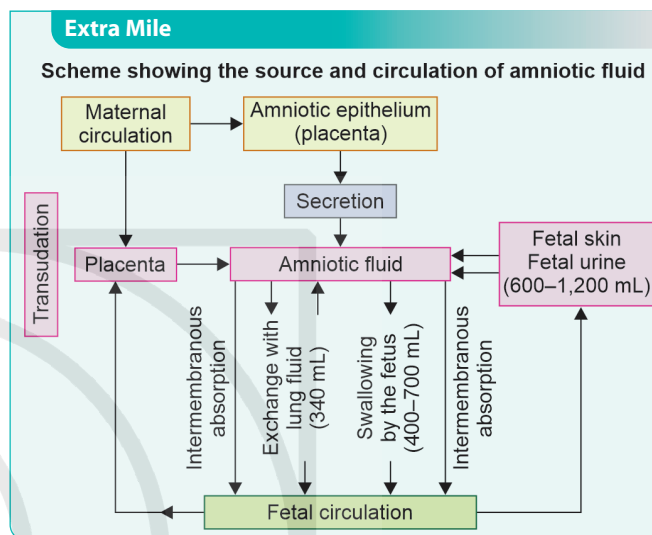 Extra Mile
Scheme showing the source and circulation of amniotic fluid
Maternal
circulation
Amniotic epithelium
(placenta)
Secretion
Transudation
Placenta
Amniotic fluid
Fetal skin
Fetal urine
(600–1,200 mL)
Intermembranous
absorption
Exchange with
lung fluid
(340 mL)
Swallowing
by the fetus
(400–700 mL)
Intermembranous
absorption
Fetal circulation